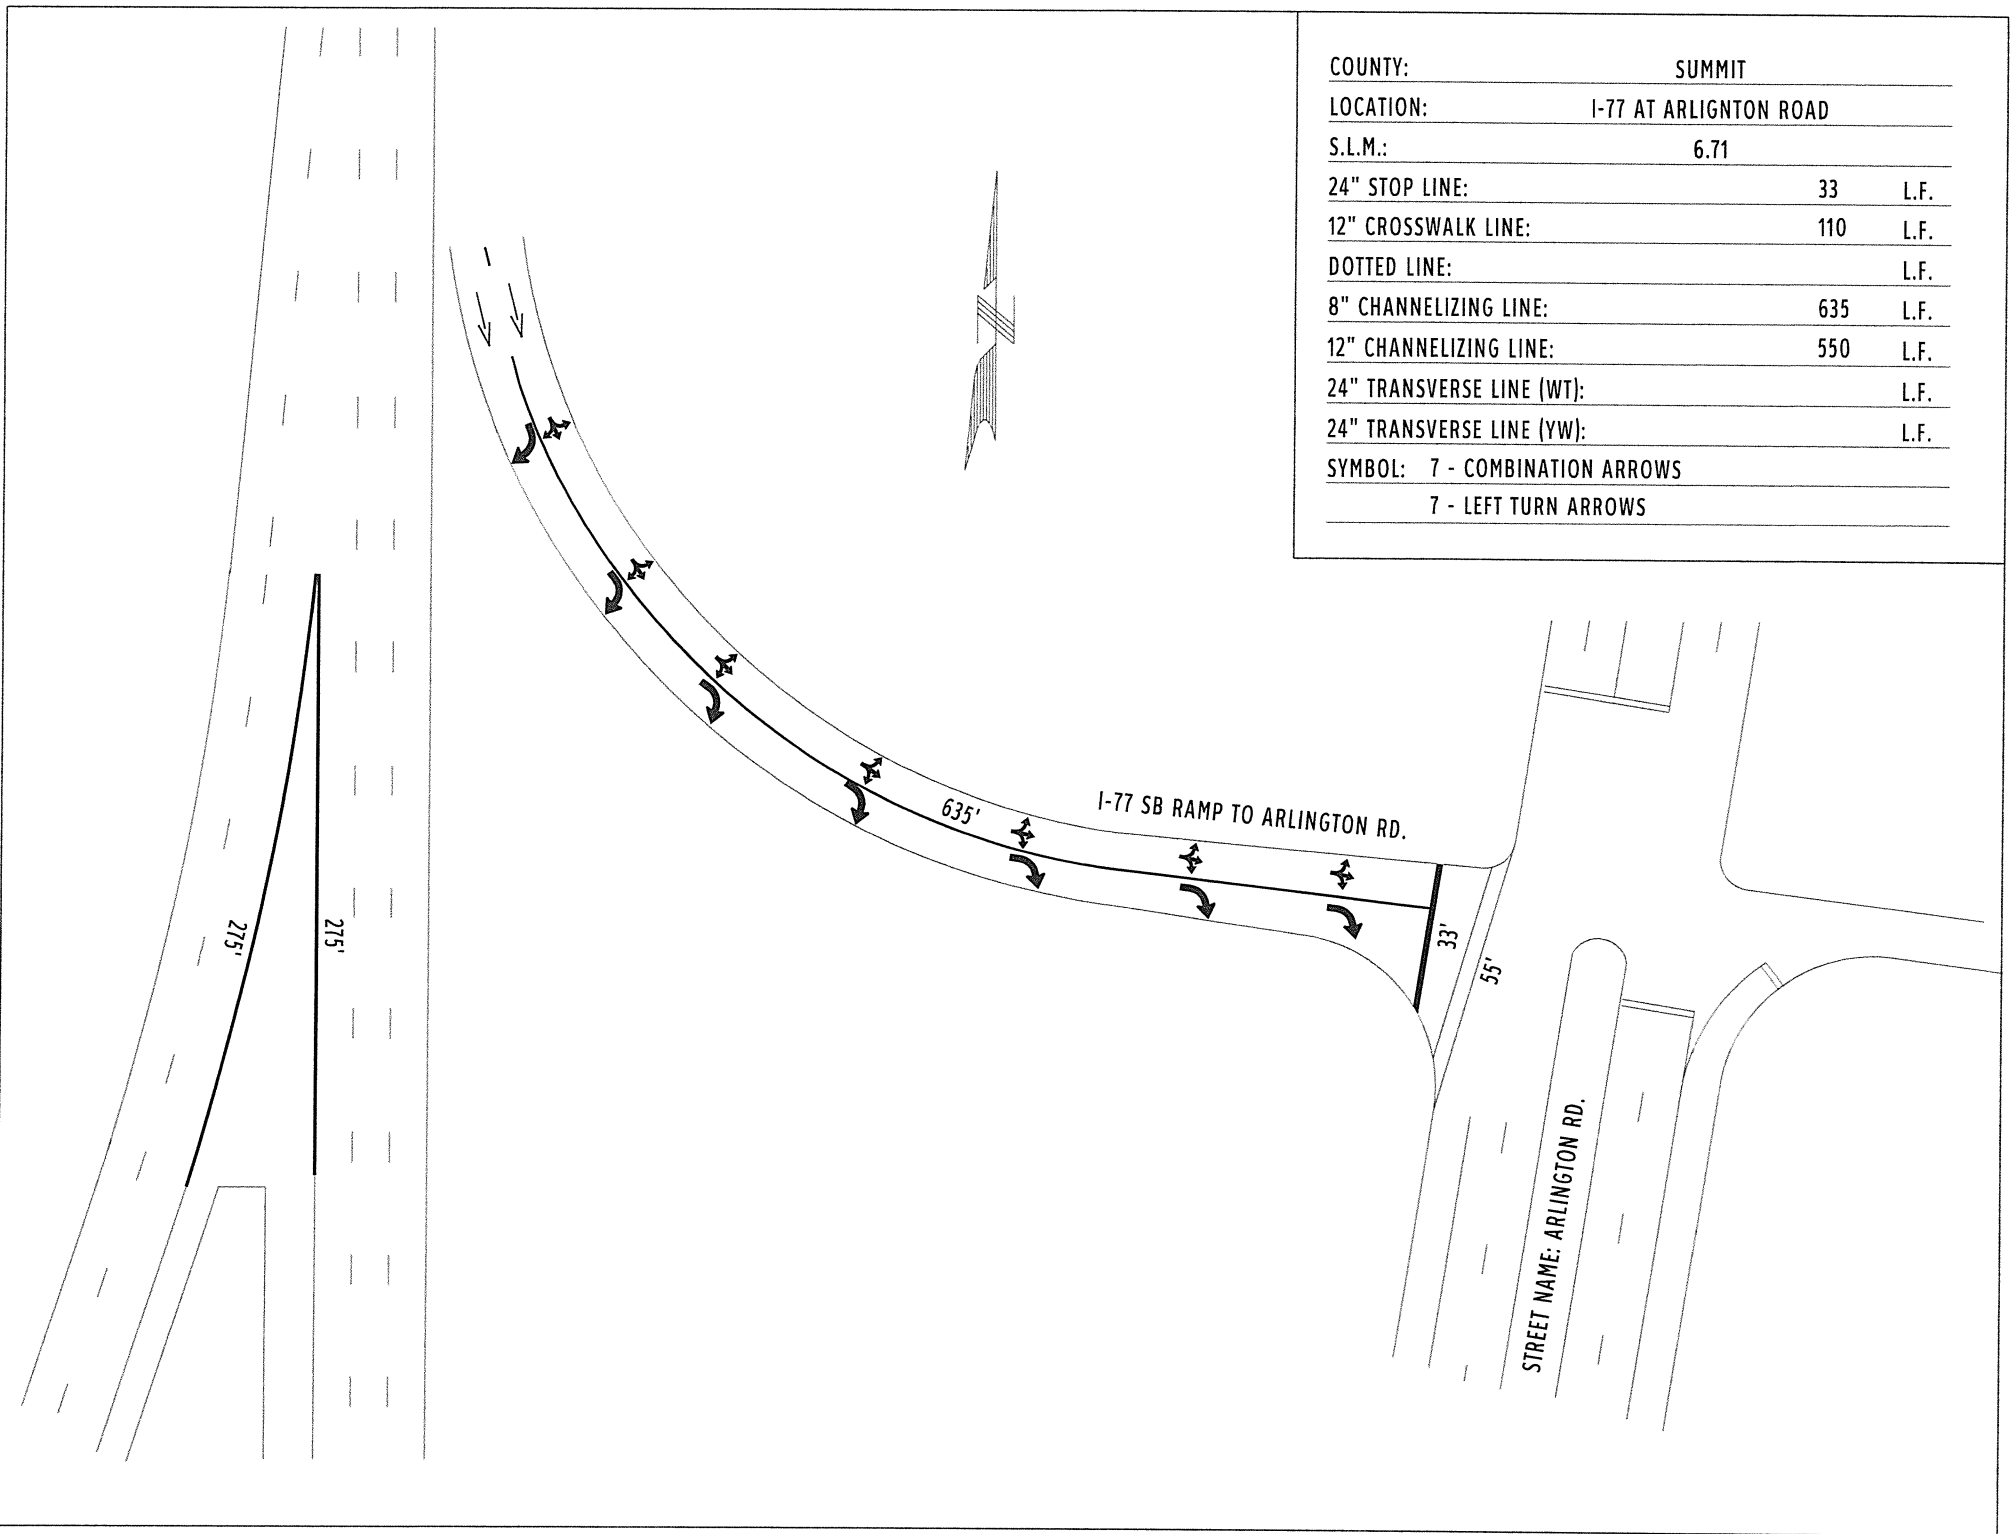 COUNTY: SUMMIT
LOCATION: I-77 AT ARLIGNTON ROAD
S.L.M.: 6.71
24" STOP LINE: 33 L.F.
12" CROSSWALK LINE: 110 L.F.
DOTTED LINE: L.F.
8" CHANNELIZING LINE: 635 L.F.
12" CHANNELIZING LINE: 550 L.F.
24" TRANSVERSE LINE (WT): L.F.
24" TRANSVERSE LINE (YW): L.F.
SYMBOL: 7 - COMBINATION ARROWS
7 - LEFT TURN ARROWS
N
635'
I-77 SB RAMP TO ARLINGTON RD.
275'
275'
33'
55'
STREET NAME: ARLINGTON RD.